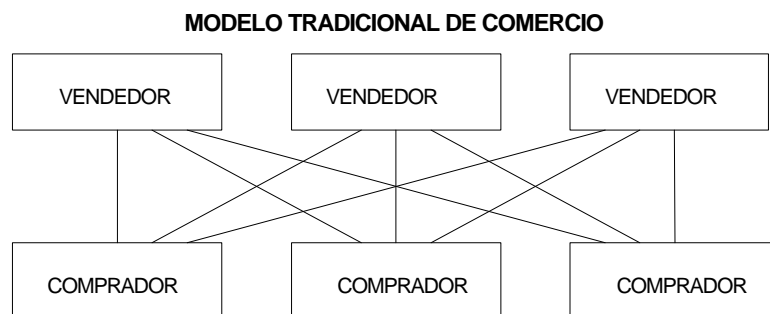 MODELO TRADICIONAL DE COMERCIO
VENDEDOR VENDEDOR VENDEDOR
COMPRADOR COMPRADOR COMPRADOR